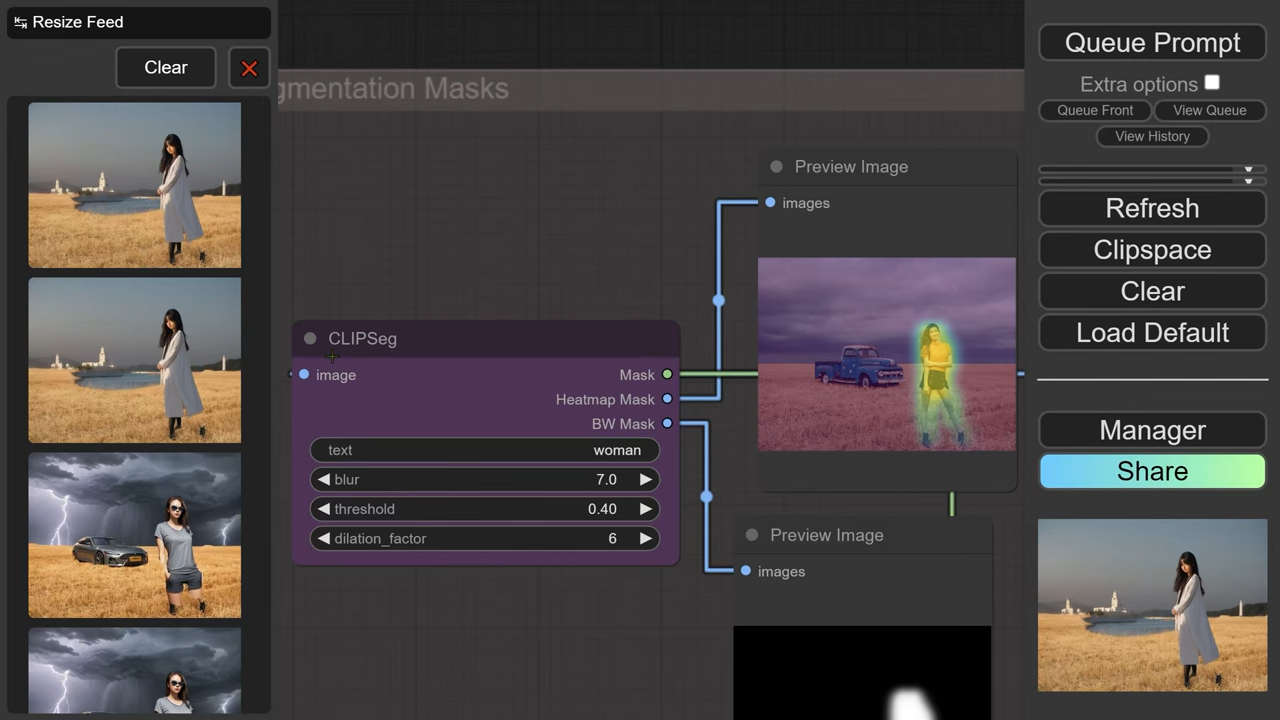 Resize Feed
Clear
gmentation Masks
CLIPSeg
image
Mask
Heatmap Mask
BW Mask
text woman
blur 7.0
threshold 0.40
dilation_factor 6
Preview Image
images
Preview Image
images
Queue Prompt
Extra options
Queue Front View Queue
View History
Refresh
Clipspace
Clear
Load Default
Manager
Share